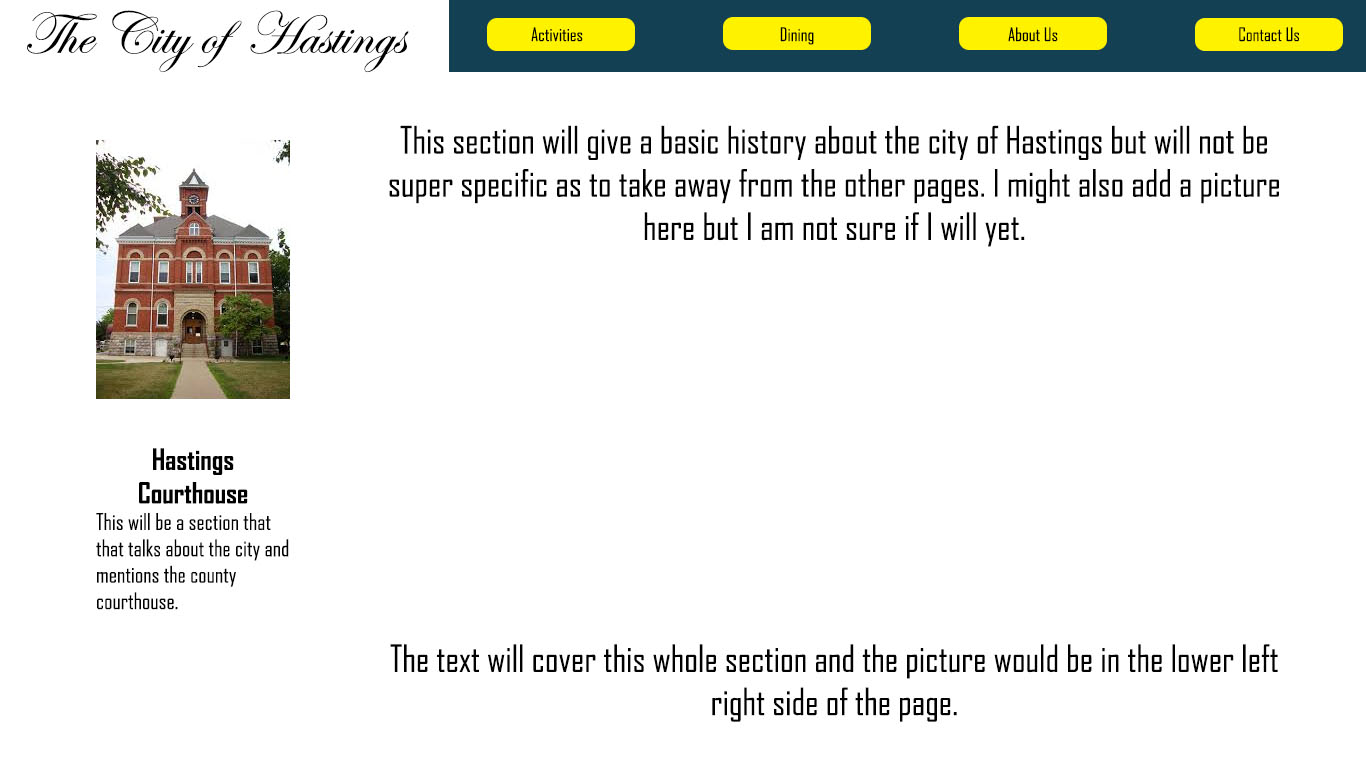 The City of Hastings
Activities
Dining
About Us
Contact Us
This section will give a basic history about the city of Hastings but will not be
super specific as to take away from the other pages. I might also add a picture
here but I am not sure if I will yet.
Hastings
Courthouse
This will be a section that
that talks about the city and
mentions the county
courthouse.
The text will cover this whole section and the picture would be in the lower left
right side of the page.